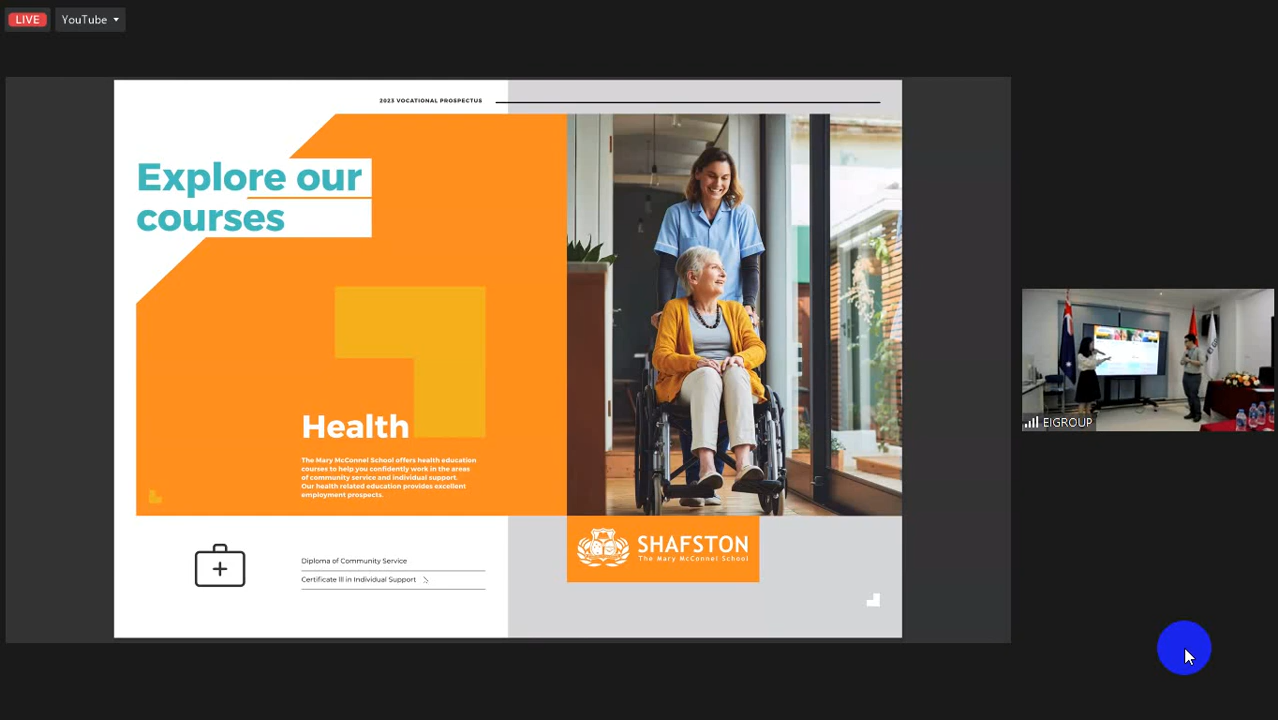 LIVE
YouTube
2023 VOCATIONAL PROSPECTUS
Explore our
courses
Health
The Mary McConnel School offers health education
courses to help you confidently work in the areas
of community service and individual support.
Our health related education provides excellent
employment prospects.
Diploma of Community Service
Certificate III in Individual Support
SHAFSTON
The Mary McConnel School
EIGROUP